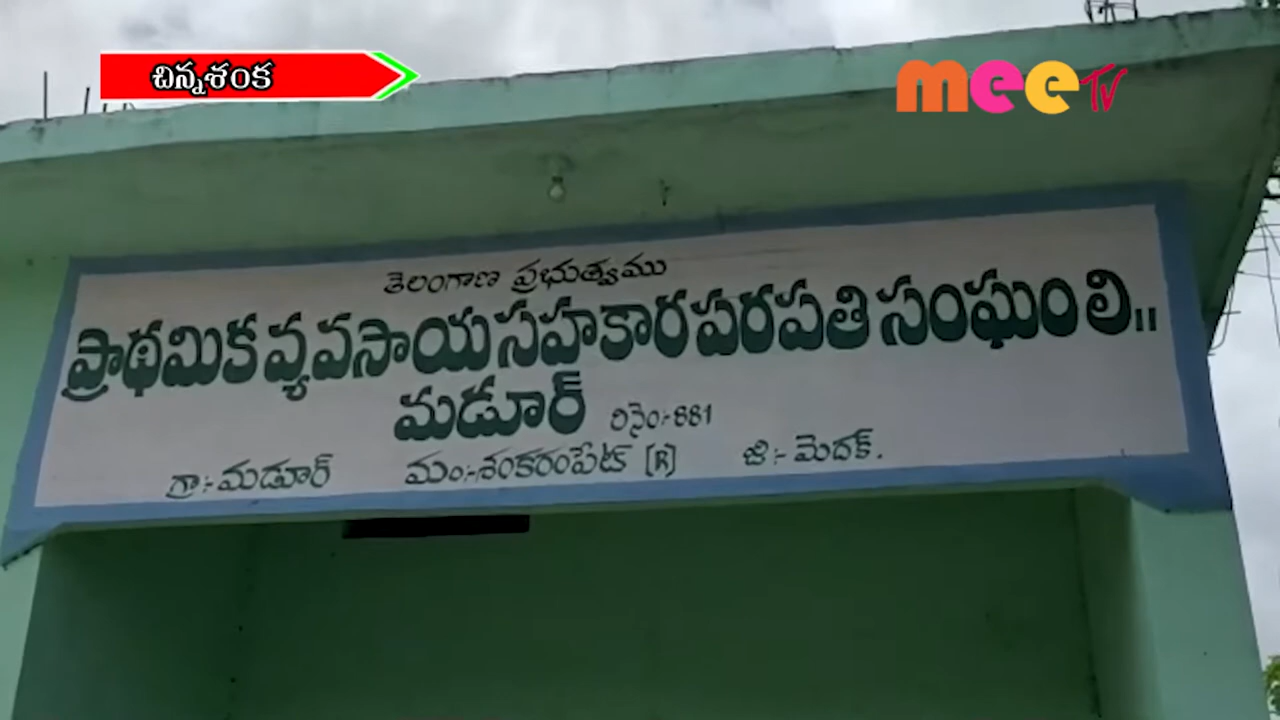 చిన్నశంక
mee TV
తెలంగాణ ప్రభుత్వము
ప్రాథమిక వ్యవసాయ సహకార పరపతి సంఘం లి..
మడూర్ రినెం:-881
గ్రా:- మడూర్ మం:-శంకరంపేట్ [R] జి:- మెదక్.